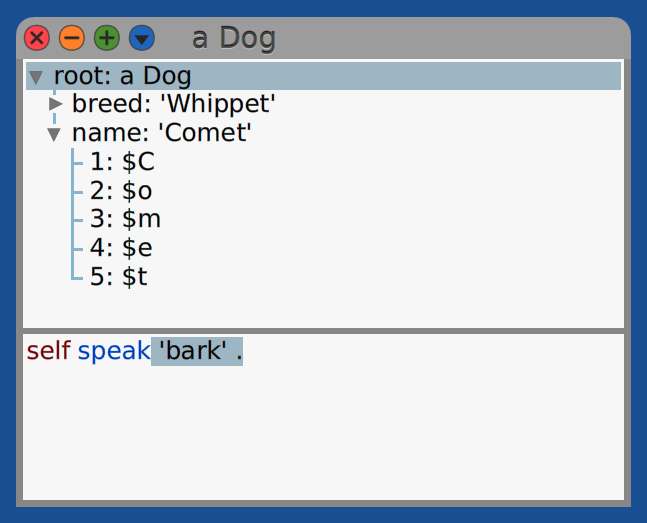 a Dog
root: a Dog
breed: 'Whippet'
name: 'Comet'
1: $C
2: $o
3: $m
4: $e
5: $t
self speak 'bark' .